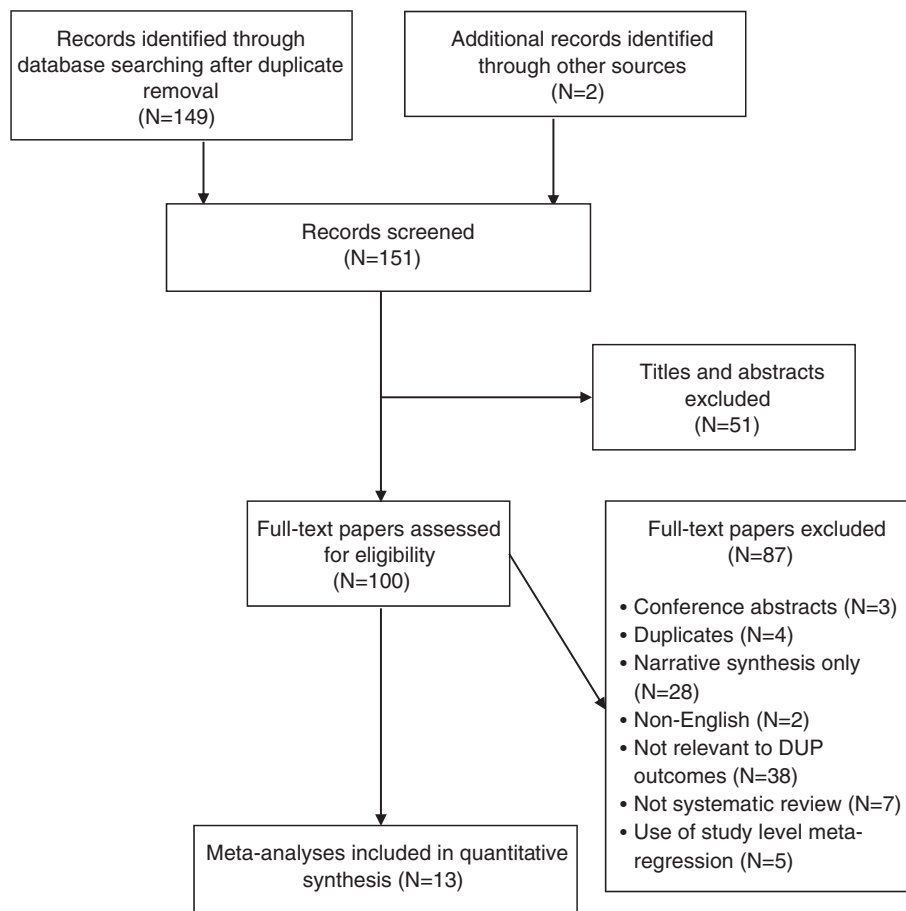 Records identified through
database searching after duplicate
removal
(N=149)
Additional records identified
through other sources
(N=2)
Records screened
(N=151)
Titles and abstracts
excluded
(N=51)
Full-text papers assessed
for eligibility
(N=100)
Full-text papers excluded
(N=87)
• Conference abstracts (N=3)
• Duplicates (N=4)
• Narrative synthesis only
(N=28)
• Non-English (N=2)
• Not relevant to DUP
outcomes (N=38)
• Not systematic review (N=7)
• Use of study level meta-
regression (N=5)
Meta-analyses included in quantitative
synthesis (N=13)